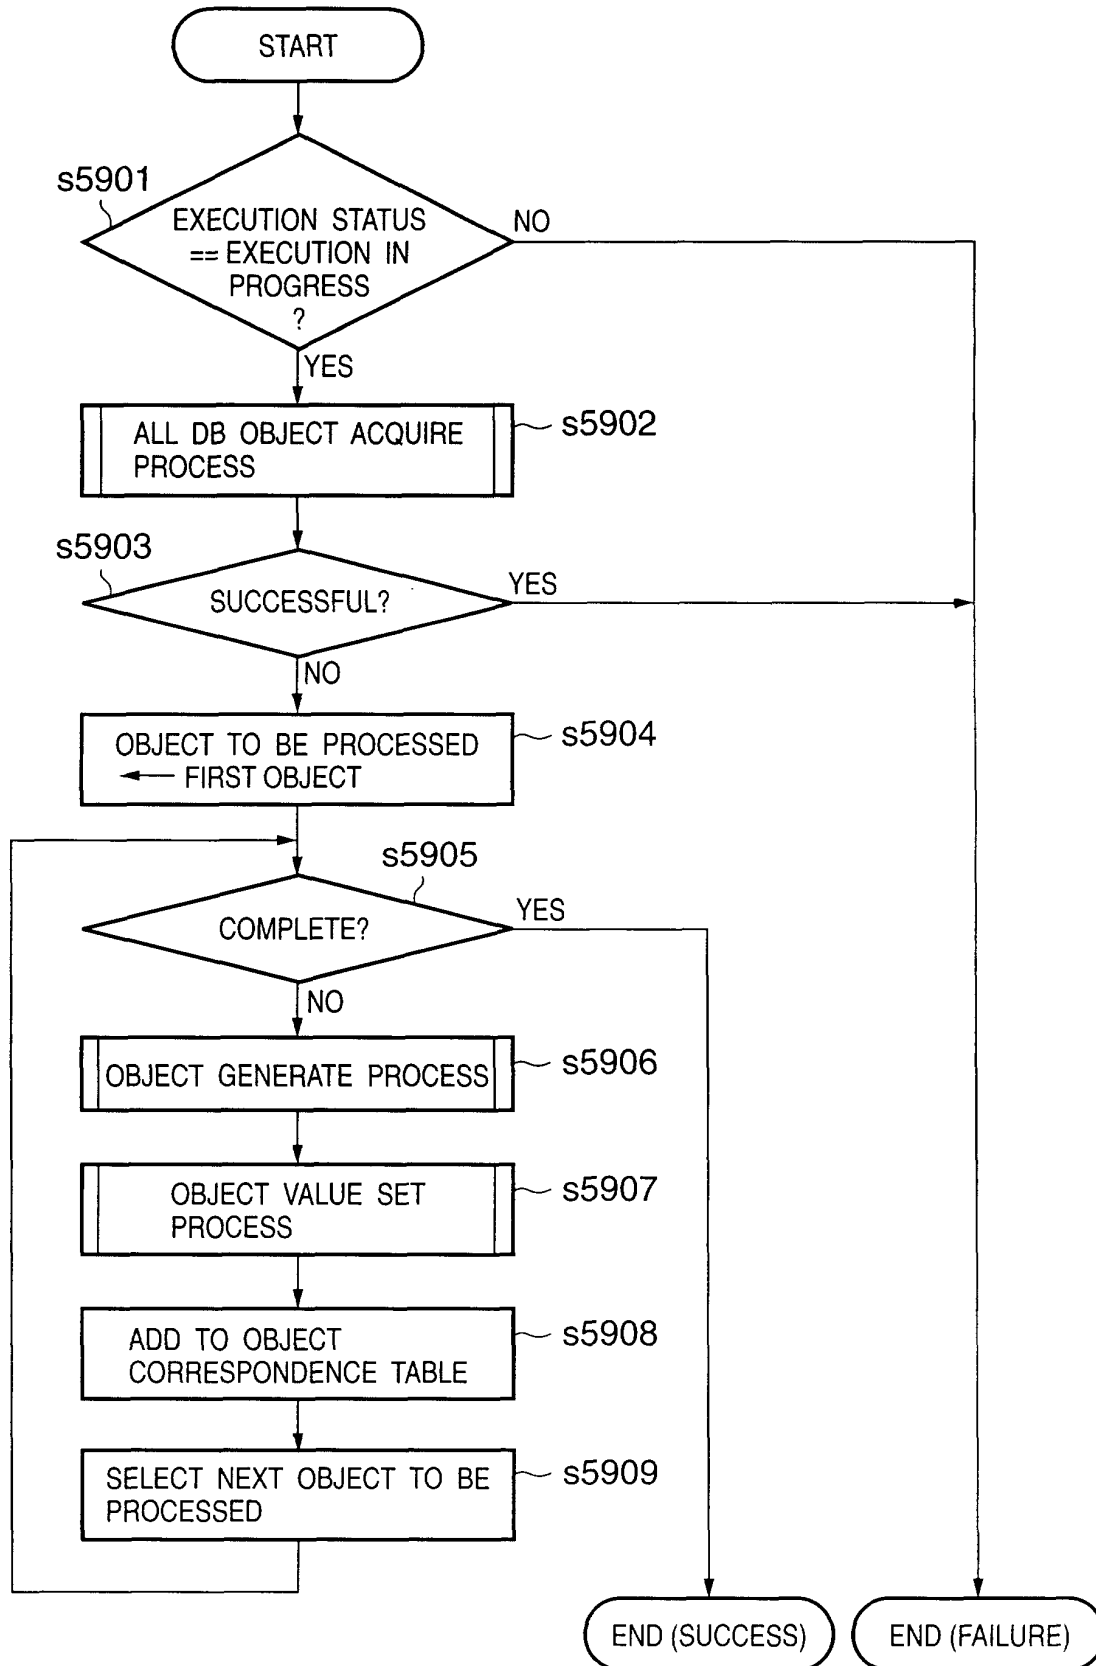 START
s5901
EXECUTION STATUS
== EXECUTION IN
PROGRESS
?
NO
YES
ALL DB OBJECT ACQUIRE
PROCESS
s5902
s5903
SUCCESSFUL?
YES
NO
OBJECT TO BE PROCESSED
← FIRST OBJECT
s5904
s5905
COMPLETE?
YES
NO
OBJECT GENERATE PROCESS
s5906
OBJECT VALUE SET
PROCESS
s5907
ADD TO OBJECT
CORRESPONDENCE TABLE
s5908
SELECT NEXT OBJECT TO BE
PROCESSED
s5909
END (SUCCESS)
END (FAILURE)